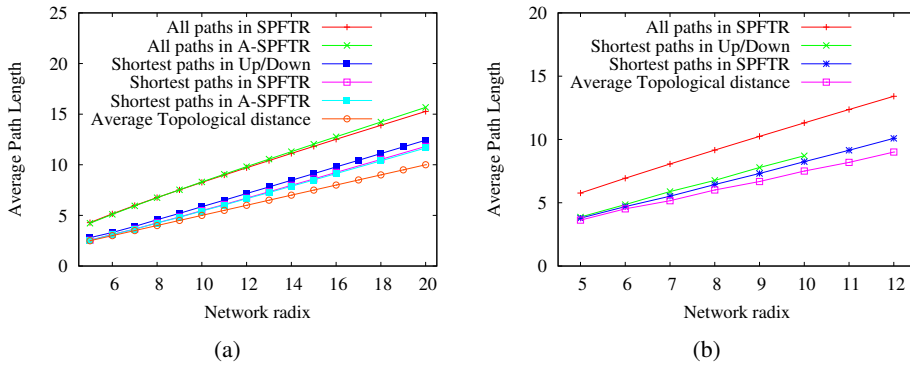 25
20
15
10
5
0
Average Path Length
All paths in SPFTR
All paths in A-SPFTR
Shortest paths in Up/Down
Shortest paths in SPFTR
Shortest paths in A-SPFTR
Average Topological distance
6 8 10 12 14 16 18 20
Network radix
(a)
20
15
10
5
0
Average Path Length
All paths in SPFTR
Shortest paths in Up/Down
Shortest paths in SPFTR
Average Topological distance
5 6 7 8 9 10 11 12
Network radix
(b)